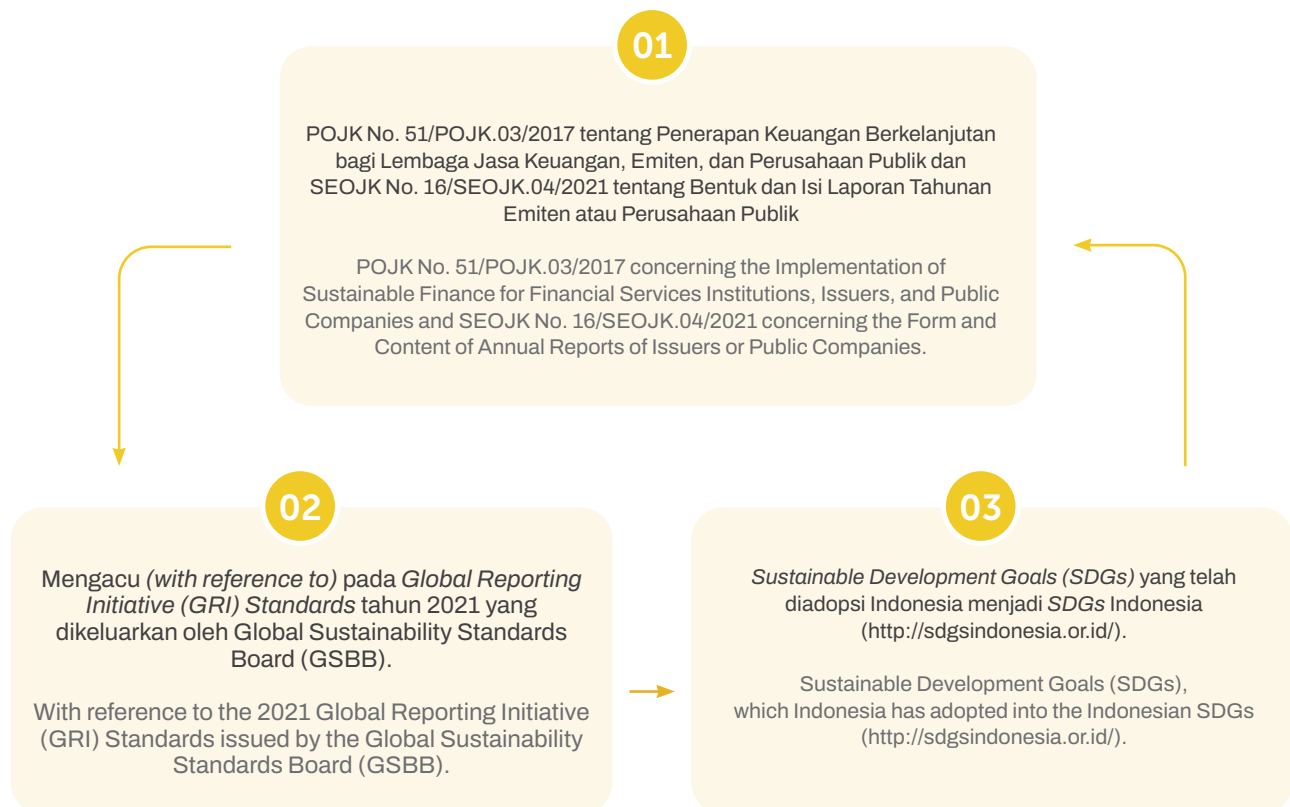 01
POJK No. 51/POJK.03/2017 tentang Penerapan Keuangan Berkelanjutan
bagi Lembaga Jasa Keuangan, Emiten, dan Perusahaan Publik dan
SEOJK No. 16/SEOJK.04/2021 tentang Bentuk dan Isi Laporan Tahunan
Emiten atau Perusahaan Publik
POJK No. 51/POJK.03/2017 concerning the Implementation of
Sustainable Finance for Financial Services Institutions, Issuers, and Public
Companies and SEOJK No. 16/SEOJK.04/2021 concerning the Form and
Content of Annual Reports of Issuers or Public Companies.
02
Mengacu (with reference to) pada Global Reporting
Initiative (GRI) Standards tahun 2021 yang
dikeluarkan oleh Global Sustainability Standards
Board (GSBB).
With reference to the 2021 Global Reporting Initiative
(GRI) Standards issued by the Global Sustainability
Standards Board (GSBB).
03
Sustainable Development Goals (SDGs) yang telah
diadopsi Indonesia menjadi SDGs Indonesia
(http://sdgsindonesia.or.id/).
Sustainable Development Goals (SDGs),
which Indonesia has adopted into the Indonesian SDGs
(http://sdgsindonesia.or.id/).